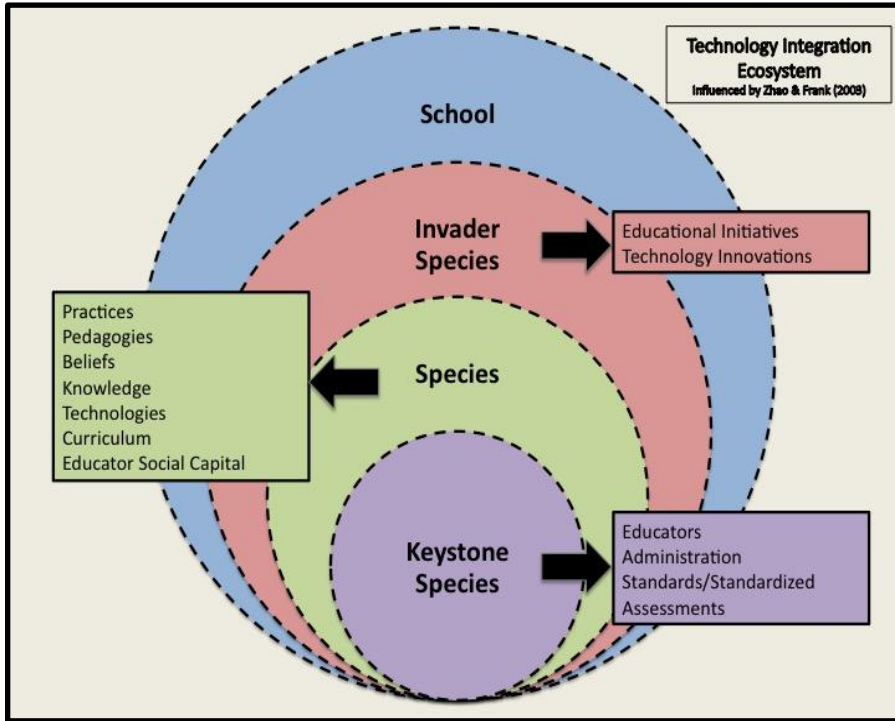 Technology Integration
Ecosystem
Influenced by Zhao & Frank (2003)
School
Invader
Species
Educational Initiatives
Technology Innovations
Practices
Pedagogies
Beliefs
Knowledge
Technologies
Curriculum
Educator Social Capital
Species
Keystone
Species
Educators
Administration
Standards/Standardized
Assessments